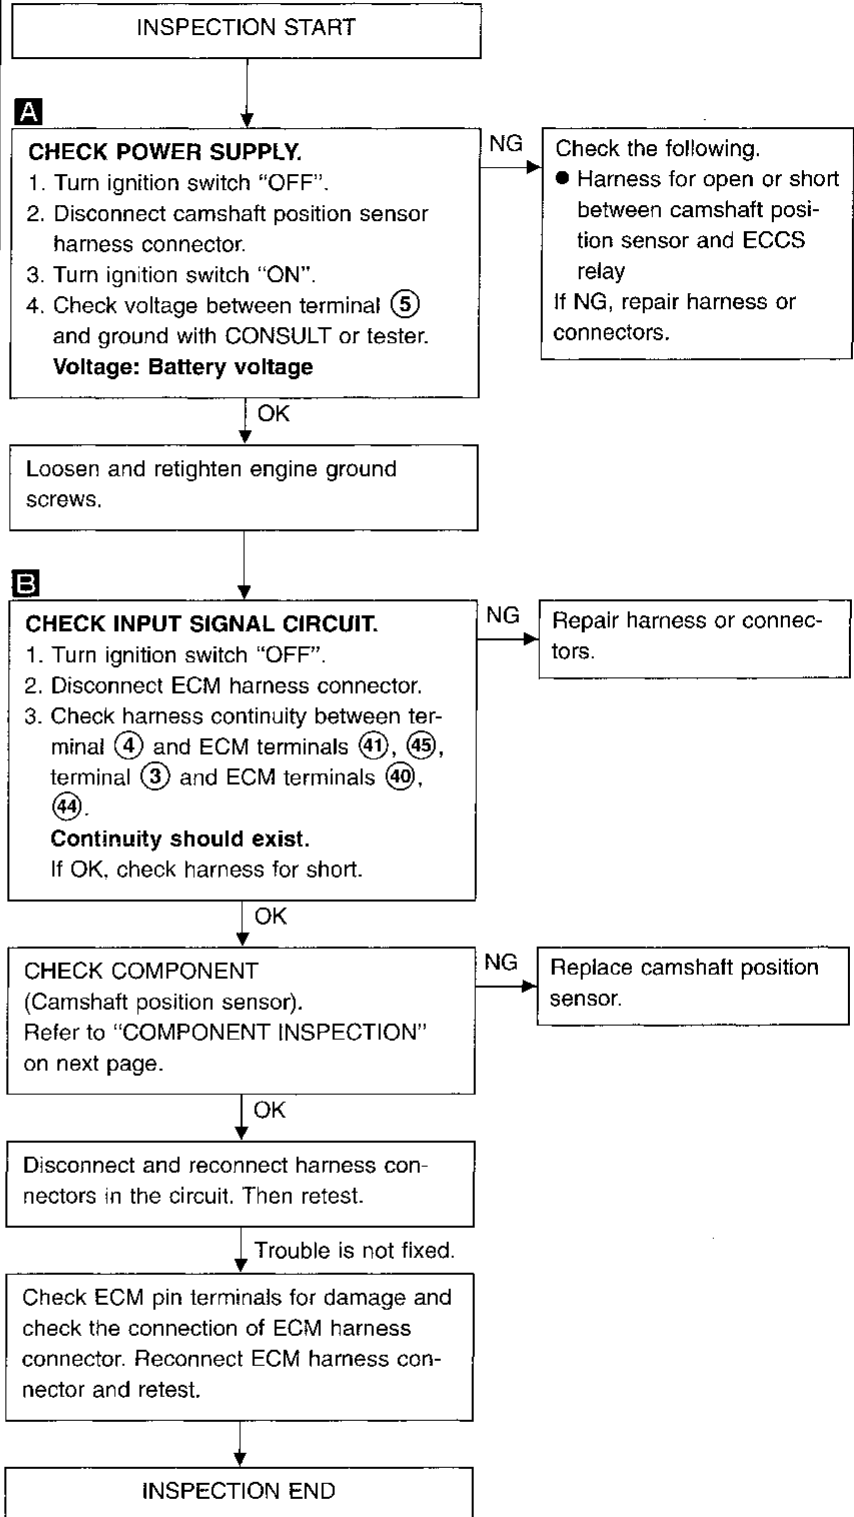 INSPECTION START
A
CHECK POWER SUPPLY.
1. Turn ignition switch “OFF”.
2. Disconnect camshaft position sensor
harness connector.
3. Turn ignition switch “ON”.
4. Check voltage between terminal ⑤
and ground with CONSULT or tester.
Voltage: Battery voltage
NG
Check the following.
● Harness for open or short
between camshaft posi-
tion sensor and ECCS
relay
If NG, repair harness or
connectors.
OK
Loosen and retighten engine ground
screws.
B
CHECK INPUT SIGNAL CIRCUIT.
1. Turn ignition switch “OFF”.
2. Disconnect ECM harness connector.
3. Check harness continuity between ter-
minal ④ and ECM terminals ㊶, ㊺,
terminal ③ and ECM terminals ㊵,
㊹.
Continuity should exist.
If OK, check harness for short.
NG
Repair harness or connec-
tors.
OK
CHECK COMPONENT
(Camshaft position sensor).
Refer to “COMPONENT INSPECTION”
on next page.
NG
Replace camshaft position
sensor.
OK
Disconnect and reconnect harness con-
nectors in the circuit. Then retest.
Trouble is not fixed.
Check ECM pin terminals for damage and
check the connection of ECM harness
connector. Reconnect ECM harness con-
nector and retest.
INSPECTION END